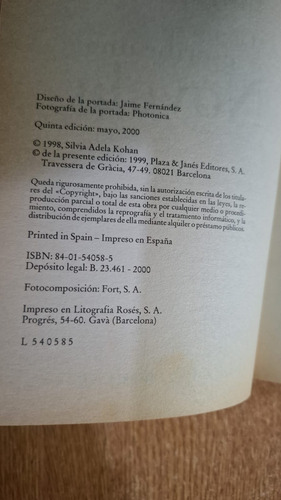 Diseño de la portada: Jaime Fernández
Fotografía de la portada: Photonica
Quinta edición: mayo, 2000
© 1998, Silvia Adela Kohan
© de la presente edición: 1999, Plaza & Janés Editores, S. A.
Travessera de Gràcia, 47-49. 08021 Barcelona
Queda rigurosamente prohibida, sin la autorización escrita de los titula-
res del «Copyright», bajo las sanciones establecidas en las leyes, la re-
producción parcial o total de esta obra por cualquier medio o procedi-
miento, comprendidos la reprografía y el tratamiento informático, y la
distribución de ejemplares de ella mediante alquiler o préstamo públicos.
Printed in Spain – Impreso en España
ISBN: 84-01-54058-5
Depósito legal: B. 23.461 - 2000
Fotocomposición: Fort, S. A.
Impreso en Litografia Rosés, S. A.
Progrés, 54-60. Gavà (Barcelona)
L 540585